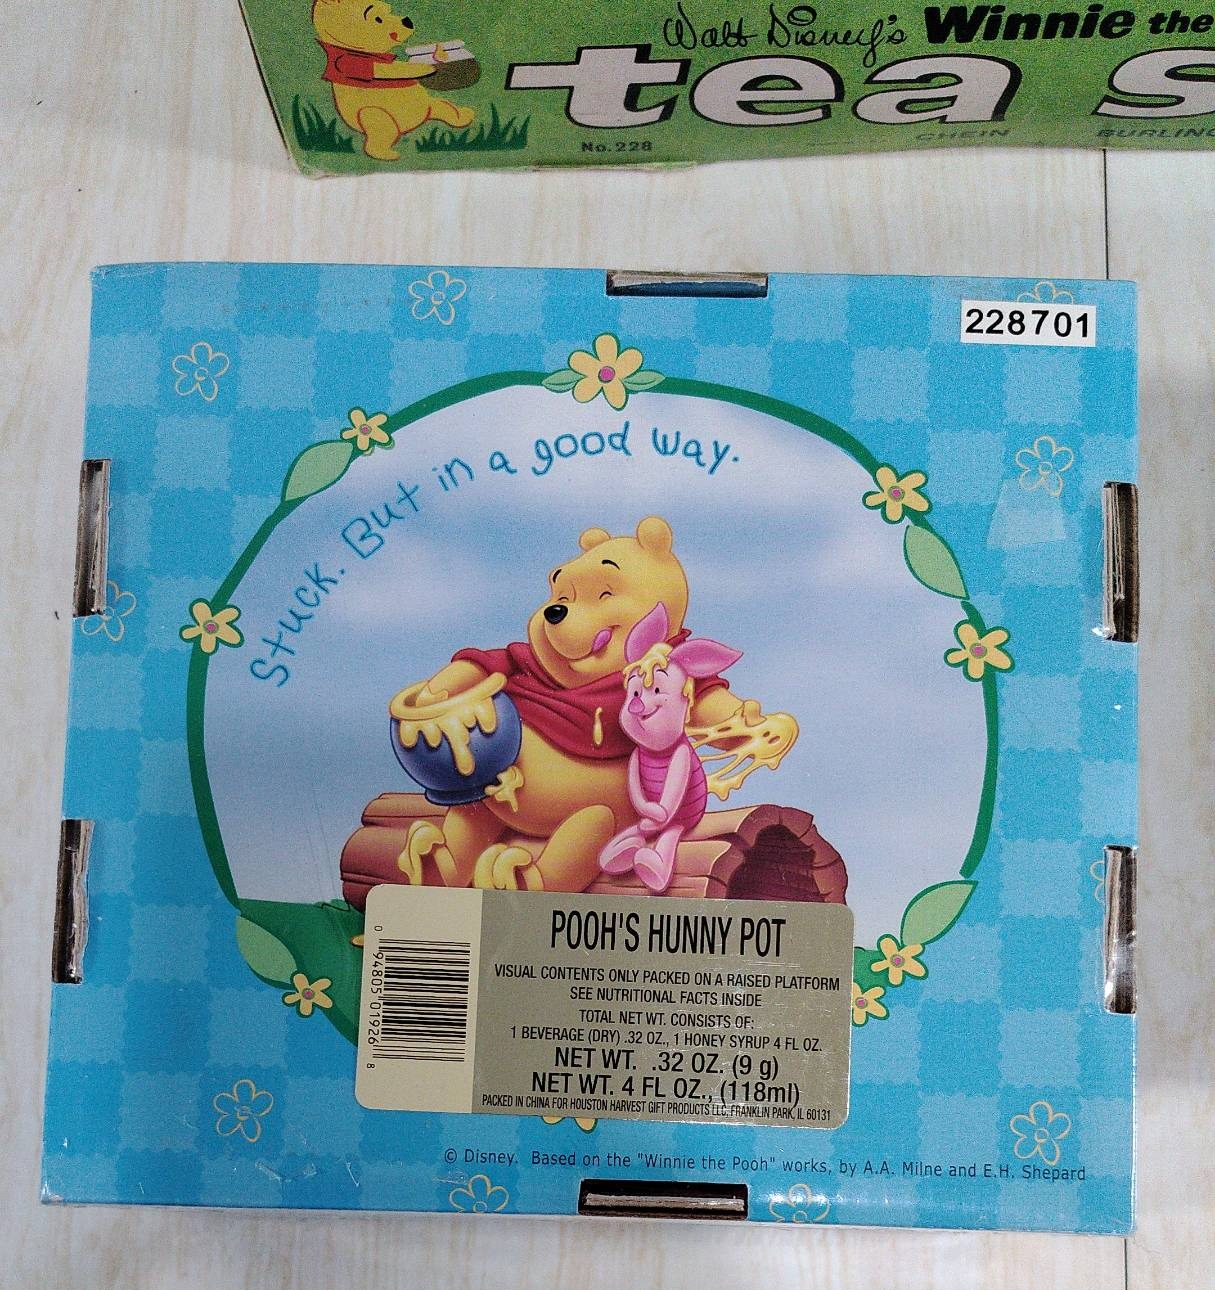 Walt Disney's Winnie the
tea s
No.228
CHEIN
228701
Stuck. But in a good way.
POOH'S HUNNY POT
VISUAL CONTENTS ONLY PACKED ON A RAISED PLATFORM
SEE NUTRITIONAL FACTS INSIDE
TOTAL NET WT. CONSISTS OF:
1 BEVERAGE (DRY) .32 OZ., 1 HONEY SYRUP 4 FL OZ.
NET WT. .32 OZ. (9 g)
NET WT. 4 FL OZ., (118ml)
PACKED IN CHINA FOR HOUSTON HARVEST GIFT PRODUCTS LLC, FRANKLIN PARK, IL 60131
0 94805 01926 8
© Disney. Based on the "Winnie the Pooh" works, by A.A. Milne and E.H. Shepard